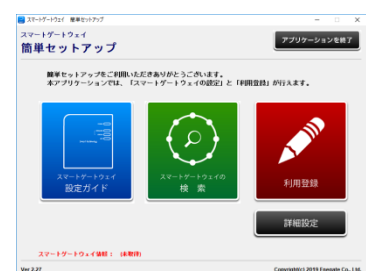 スマートゲートウェイ 簡単セットアップ
スマートゲートウェイ
簡単セットアップ
アプリケーションを終了
簡単セットアップをご利用いただきありがとうございます。
本アプリケーションでは、「スマートゲートウェイの設定」と「利用登録」が行えます。
スマートゲートウェイ
設定ガイド
スマートゲートウェイの
検 索
利用登録
詳細設定
スマートゲートウェイ情報： (未取得)
Ver 2.27
Copyright(c) 2013 Co., Ltd.